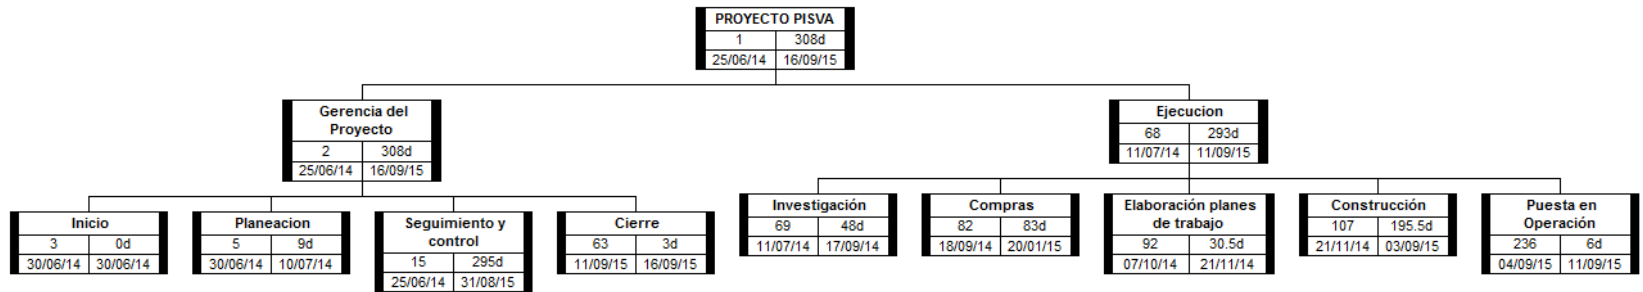 PROYECTO PISVA
1 308d
25/06/14 16/09/15
Gerencia del
Proyecto
2 308d
25/06/14 16/09/15
Ejecucion
68 293d
11/07/14 11/09/15
Inicio
3 0d
30/06/14 30/06/14
Planeacion
5 9d
30/06/14 10/07/14
Seguimiento y
control
15 295d
25/06/14 31/08/15
Cierre
63 3d
11/09/15 16/09/15
Investigación
69 48d
11/07/14 17/09/14
Compras
82 83d
18/09/14 20/01/15
Elaboración planes
de trabajo
92 30.5d
07/10/14 21/11/14
Construcción
107 195.5d
21/11/14 03/09/15
Puesta en
Operación
236 6d
04/09/15 11/09/15